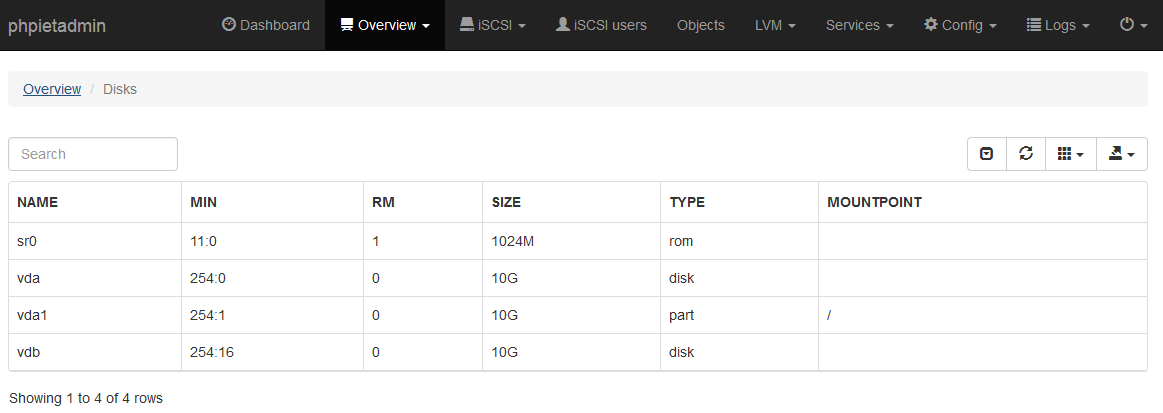 phpietadmin Dashboard Overview iSCSI iSCSI users Objects LVM Services Config Logs
Overview / Disks
Search
NAME MIN RM SIZE TYPE MOUNTPOINT
sr0 11:0 1 1024M rom
vda 254:0 0 10G disk
vda1 254:1 0 10G part /
vdb 254:16 0 10G disk
Showing 1 to 4 of 4 rows